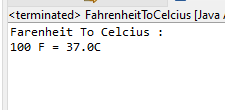 <terminated> FahrenheitToCelcius [Java A
Farenheit To Celcius :
100 F = 37.0C